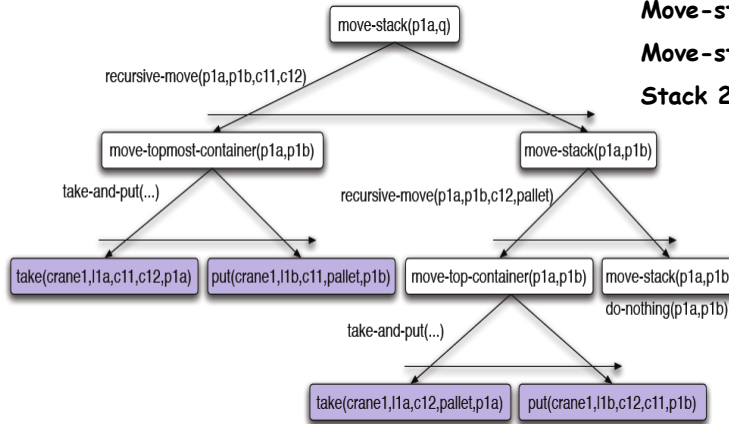 Move-st
move-stack(p1a,q)
Move-st
recursive-move(p1a,p1b,c11,c12)
Stack 2
move-topmost-container(p1a,p1b)
move-stack(p1a,p1b)
take-and-put(...)
recursive-move(p1a,p1b,c12,pallet)
take(crane1,l1a,c11,c12,p1a)
put(crane1,l1b,c11,pallet,p1b)
move-top-container(p1a,p1b)
move-stack(p1a,p1b
do-nothing(p1a,p1b)
take-and-put(...)
take(crane1,l1a,c12,pallet,p1a)
put(crane1,l1b,c12,c11,p1b)